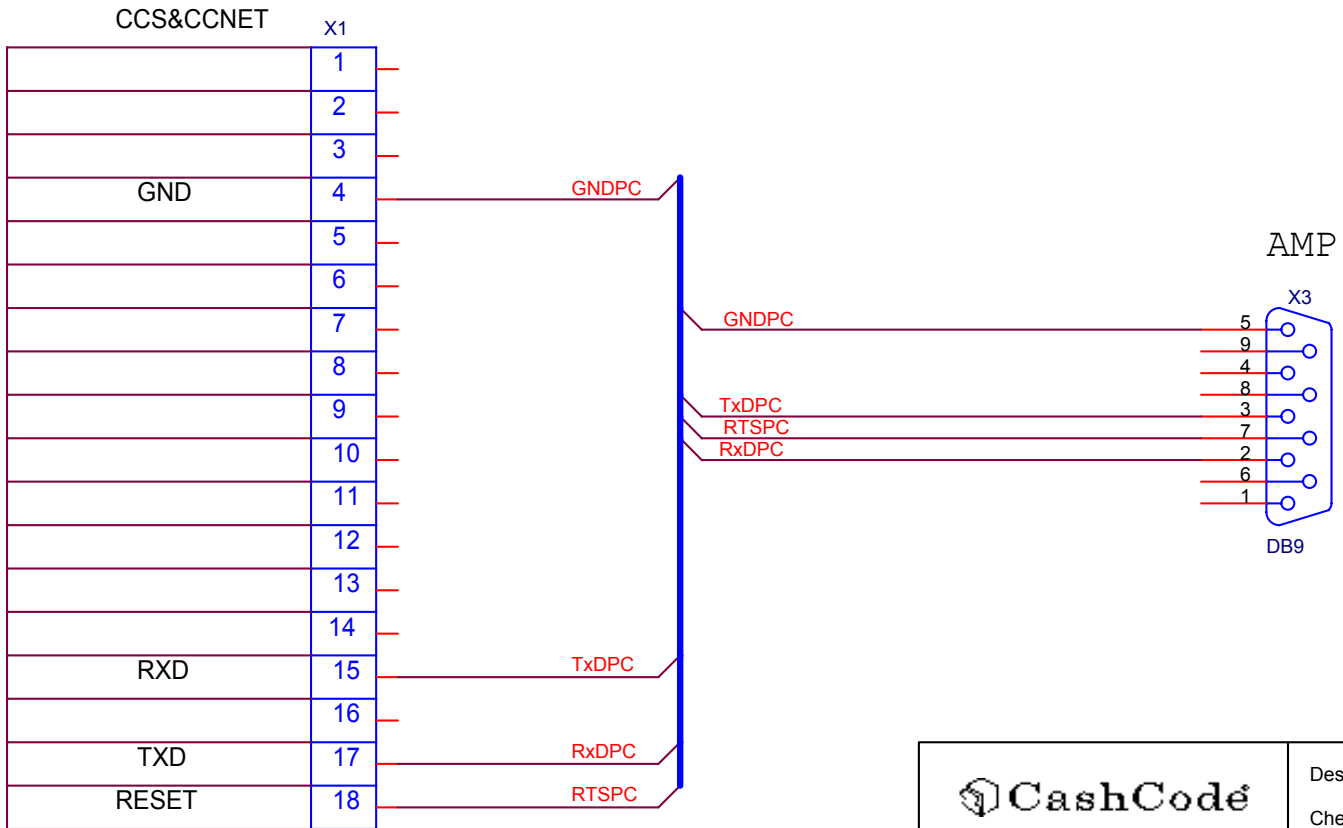 CCS&CCNET
X1
1
2
3
GND 4 GNDPC
5
6
7
8
9
10
11
12
13
14
RXD 15 TxDPC
16
TXD 17 RxDPC
RESET 18 RTSPC
AMP
X3
GNDPC 5
9
4
8
TxDPC 3
RTSPC 7
RxDPC 2
6
1
DB9
CashCode
Des
Che